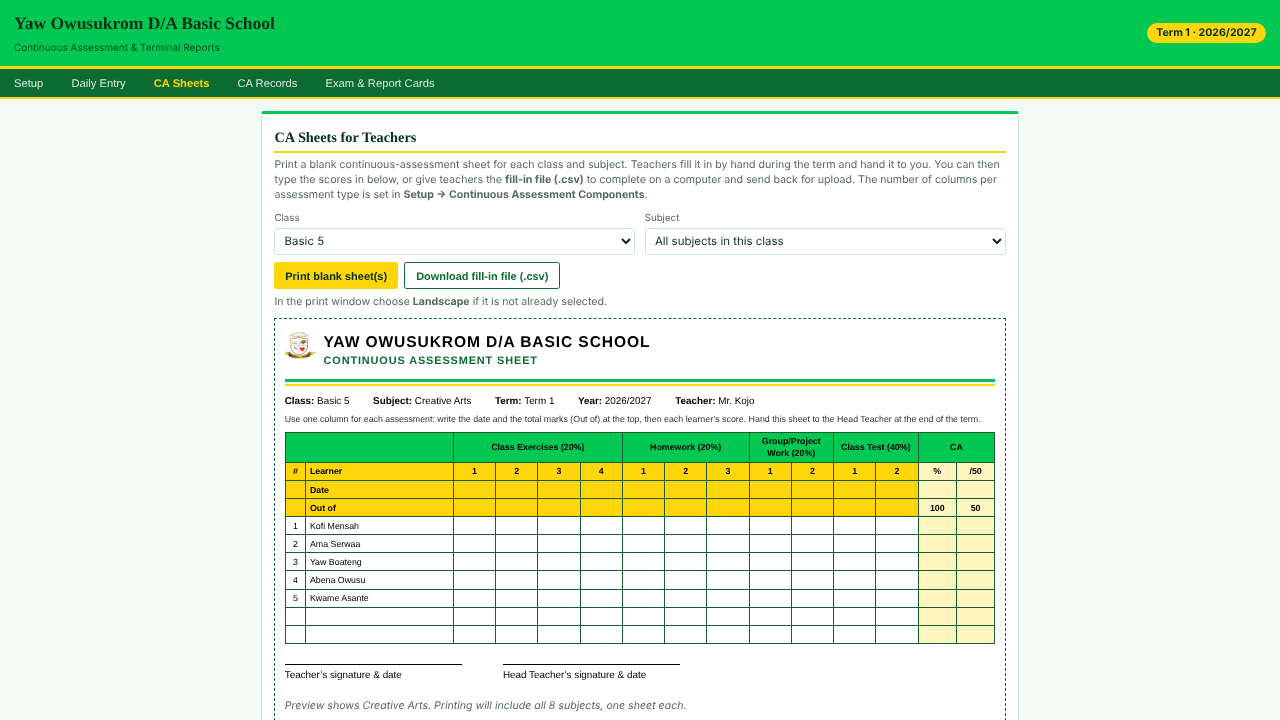 Yaw Owusukrom D/A Basic School
Continuous Assessment & Terminal Reports
Term 1 · 2026/2027
Setup Daily Entry CA Sheets CA Records Exam & Report Cards
CA Sheets for Teachers
Print a blank continuous-assessment sheet for each class and subject. Teachers fill it in by hand during the term and hand it to you. You can then
type the scores in below, or give teachers the fill-in file (.csv) to complete on a computer and send back for upload. The number of columns per
assessment type is set in Setup → Continuous Assessment Components.
Class Subject
Basic 5 All subjects in this class
Print blank sheet(s) Download fill-in file (.csv)
In the print window choose Landscape if it is not already selected.
YAW OWUSUKROM D/A BASIC SCHOOL
CONTINUOUS ASSESSMENT SHEET
Class: Basic 5 Subject: Creative Arts Term: Term 1 Year: 2026/2027 Teacher: Mr. Kojo
Use one column for each assessment: write the date and the total marks (Out of) at the top, then each learner's score. Hand this sheet to the Head Teacher at the end of the term.
Class Exercises (20%) Homework (20%) Group/Project Work (20%) Class Test (40%) CA
# Learner 1 2 3 4 1 2 3 1 2 1 2 % /50
Date
Out of 100 50
1 Kofi Mensah
2 Ama Serwaa
3 Yaw Boateng
4 Abena Owusu
5 Kwame Asante
Teacher's signature & date Head Teacher's signature & date
Preview shows Creative Arts. Printing will include all 8 subjects, one sheet each.